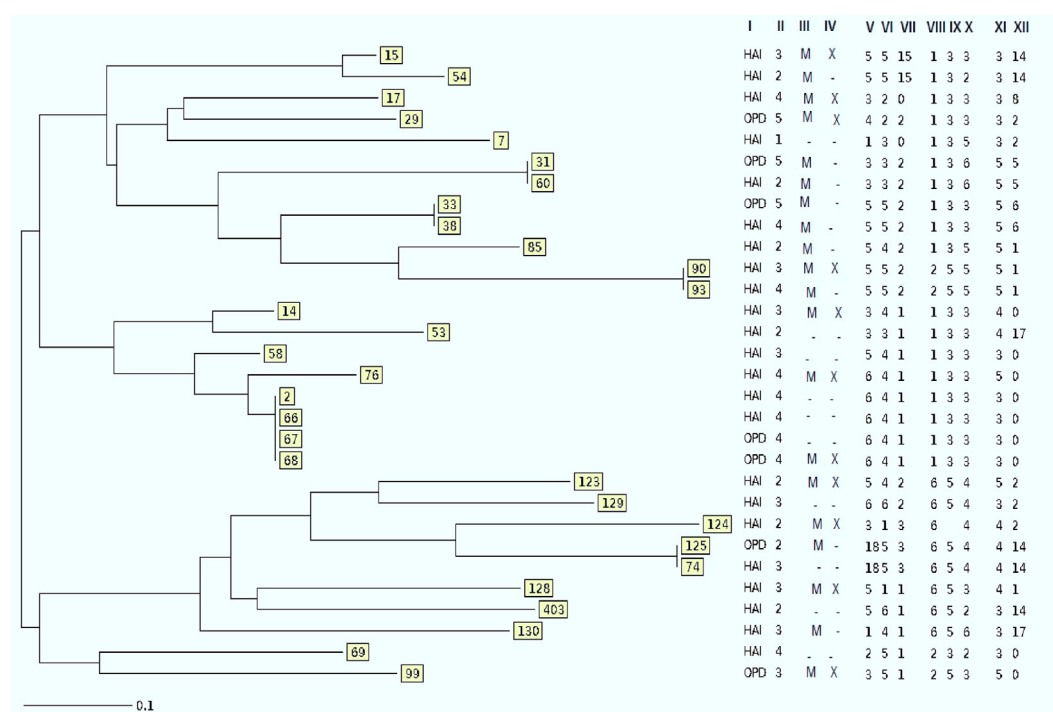 I II III IV V VI VII VIII IX X XI XII
15 HAI 3 M X 5 5 15 1 3 3 3 14
54 HAI 2 M - 5 5 15 1 3 2 3 14
17 HAI 4 M X 3 2 0 1 3 3 3 8
29 OPD 5 M X 4 2 2 1 3 3 3 2
7 HAI 1 - - 1 3 0 1 3 5 3 2
31 OPD 5 M - 3 3 2 1 3 6 5 5
60 HAI 2 M - 3 3 2 1 3 6 5 5
33 OPD 5 M - 5 5 2 1 3 3 5 6
38 HAI 4 M - 5 5 2 1 3 3 5 6
85 HAI 2 M - 5 4 2 1 3 5 5 1
90 HAI 3 M X 5 5 2 2 5 5 5 1
93 HAI 4 M - 5 5 2 2 5 5 5 1
14 HAI 3 M X 3 4 1 1 3 3 4 0
53 HAI 2 - - 3 3 1 1 3 3 4 17
58 HAI 3 - - 5 4 1 1 3 3 3 0
76 HAI 4 M X 6 4 1 1 3 3 5 0
2 HAI 4 - - 6 4 1 1 3 3 3 0
66 HAI 4 - - 6 4 1 1 3 3 3 0
67 OPD 4 - - 6 4 1 1 3 3 3 0
68 OPD 4 M X 6 4 1 1 3 3 3 0
123 HAI 2 M X 5 4 2 6 5 4 5 2
129 HAI 3 - - 6 6 2 6 5 4 3 2
124 HAI 2 M X 3 1 3 6 4 4 2
125 OPD 2 M - 18 5 3 6 5 4 4 14
74 HAI 3 - - 18 5 3 6 5 4 4 14
128 HAI 3 M X 5 1 1 6 5 3 4 1
403 HAI 2 - - 5 6 1 6 5 2 3 14
130 HAI 3 M - 1 4 1 6 5 6 3 17
69 HAI 4 - - 2 5 1 2 3 2 3 0
99 OPD 3 M X 3 5 1 2 5 3 5 0
0.1